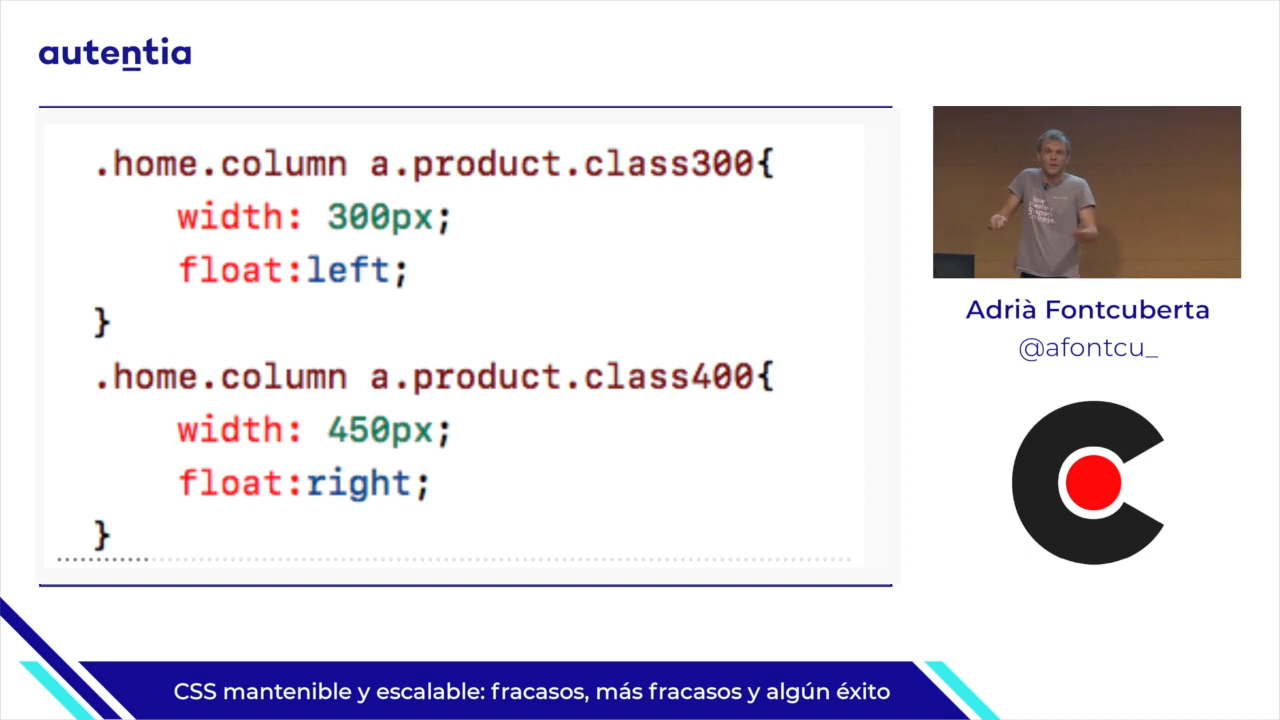 autentia
.home.column a.product.class300{
width: 300px;
float:left;
}
.home.column a.product.class400{
width: 450px;
float:right;
}
Adrià Fontcuberta
@afontcu_
CSS mantenible y escalable: fracasos, más fracasos y algún éxito